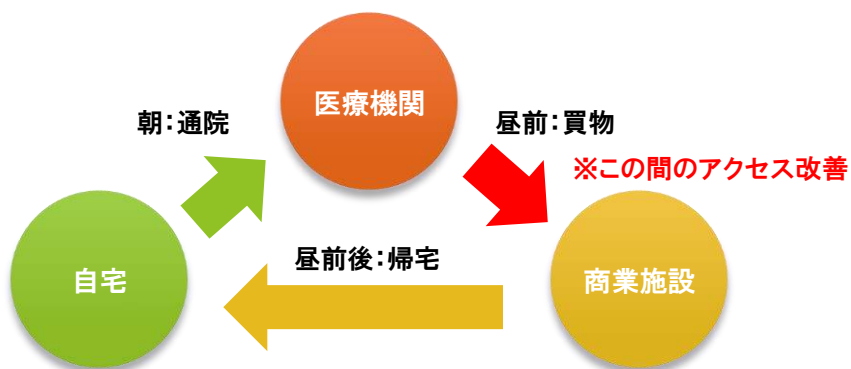 医療機関
朝：通院
昼前：買物
※この間のアクセス改善
自宅
昼前後：帰宅
商業施設